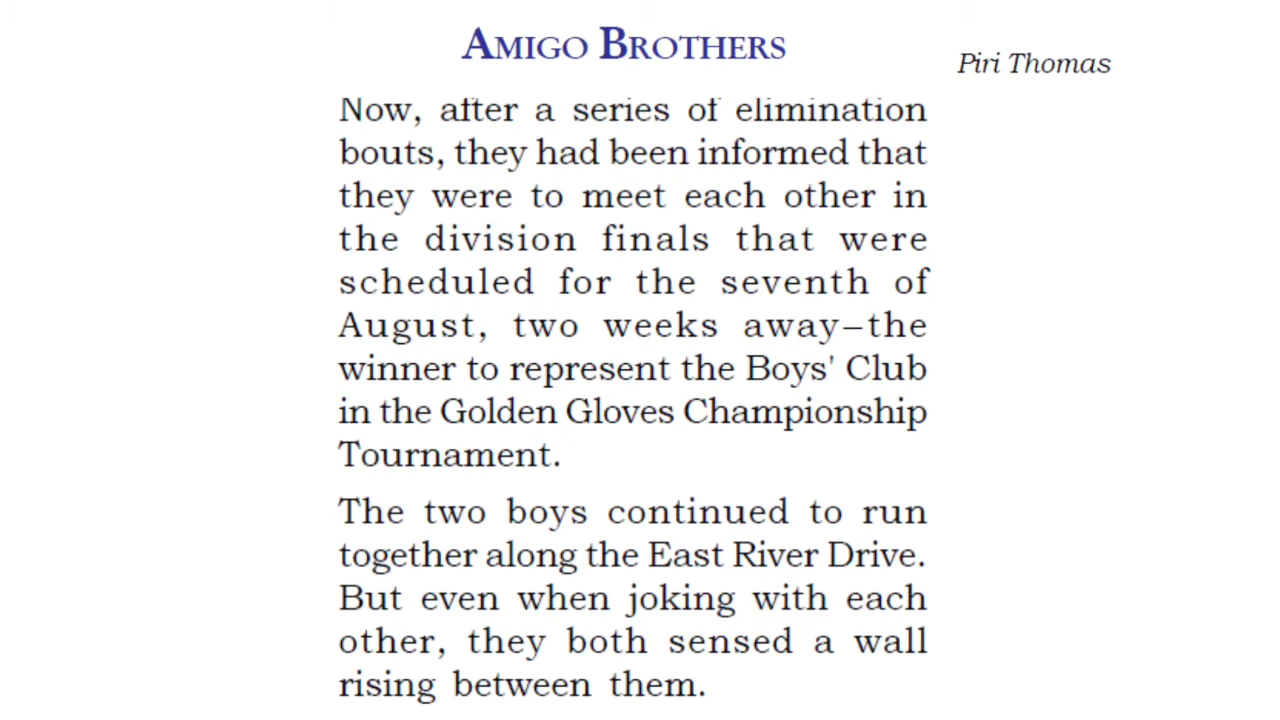 AMIGO BROTHERS
Piri Thomas
Now, after a series of elimination
bouts, they had been informed that
they were to meet each other in
the division finals that were
scheduled for the seventh of
August, two weeks away–the
winner to represent the Boys' Club
in the Golden Gloves Championship
Tournament.
The two boys continued to run
together along the East River Drive.
But even when joking with each
other, they both sensed a wall
rising between them.